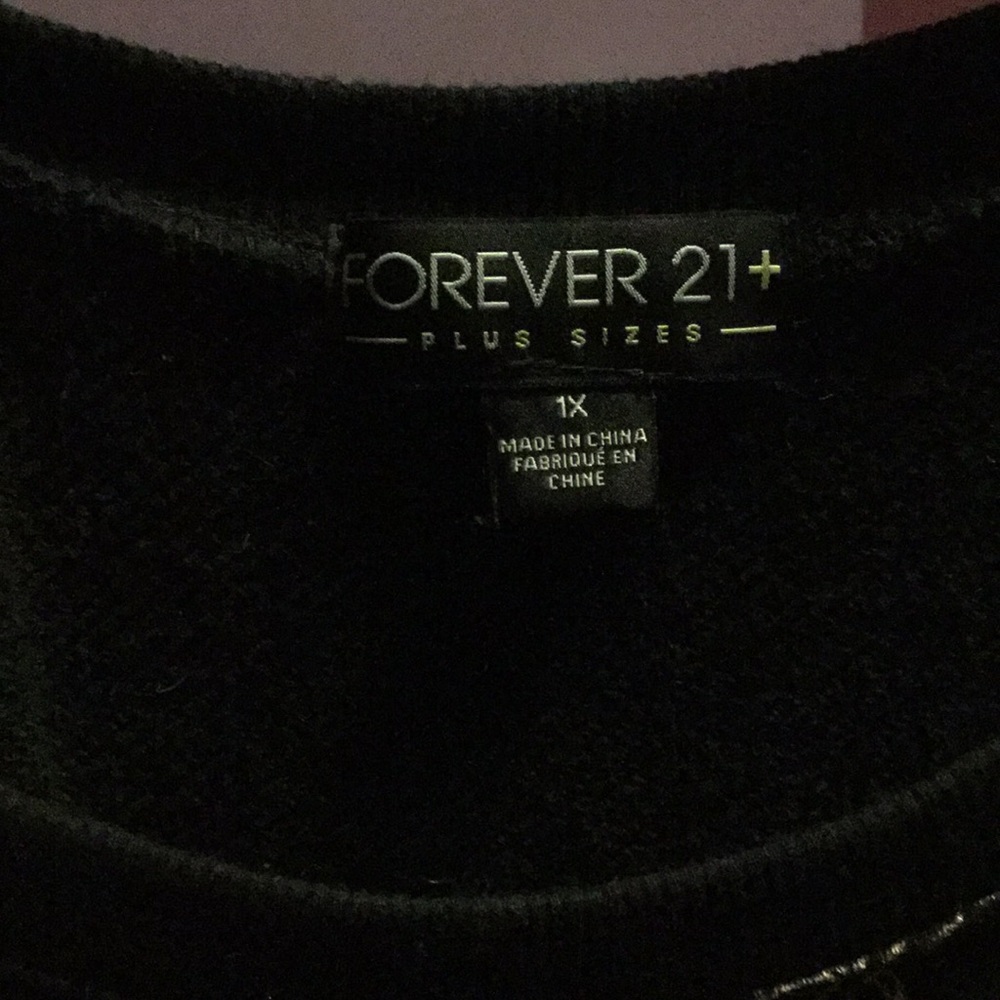 FOREVER 21+
PLUS SIZES
1X
MADE IN CHINA
FABRIQUÉ EN
CHINE